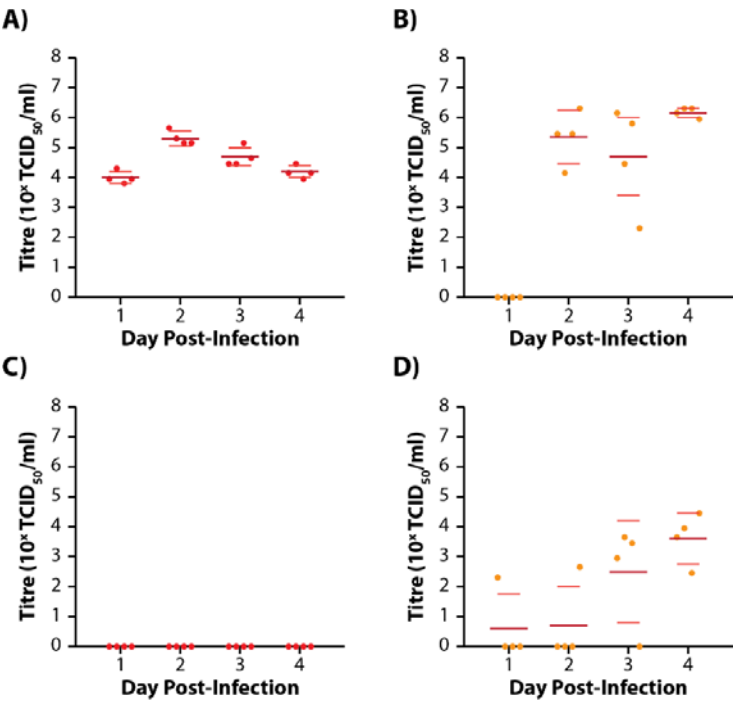 A)
Titre (10ˣ TCID₅₀/ml)
8
7
6
5
4
3
2
1
0
1 2 3 4
Day Post-Infection
B)
Titre (10ˣ TCID₅₀/ml)
8
7
6
5
4
3
2
1
0
1 2 3 4
Day Post-Infection
C)
Titre (10ˣ TCID₅₀/ml)
8
7
6
5
4
3
2
1
0
1 2 3 4
Day Post-Infection
D)
Titre (10ˣ TCID₅₀/ml)
8
7
6
5
4
3
2
1
0
1 2 3 4
Day Post-Infection